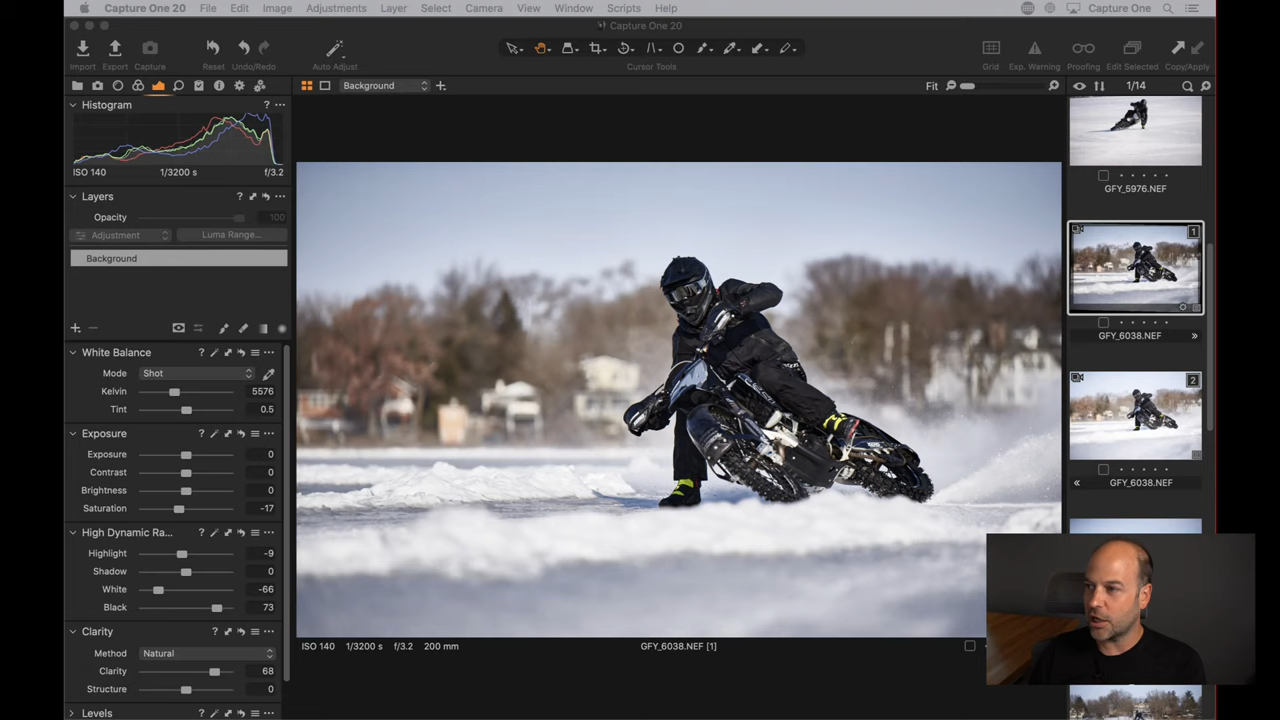 Capture One 20 File Edit Image Adjustments Layer Select Camera View Window Scripts Help Capture One
Capture One 20
Import Export Capture Reset Undo/Redo Auto Adjust Cursor Tools Grid Exp. Warning Proofing Edit Selected Copy/Apply
Background Fit 1/14
Histogram ?
ISO 140 1/3200 s f/3.2
Layers ?
Opacity 100
Adjustment Luma Range...
Background
White Balance ?
Mode Shot
Kelvin 5576
Tint 0.5
Exposure ?
Exposure 0
Contrast 0
Brightness 0
Saturation -17
High Dynamic Ra... ?
Highlight -9
Shadow 0
White -66
Black 73
Clarity ?
Method Natural
Clarity 68
Structure 0
Levels ?
ISO 140 1/3200 s f/3.2 200 mm GFY_6038.NEF [1]
GFY_5976.NEF
1
GFY_6038.NEF »
2
« GFY_6038.NEF